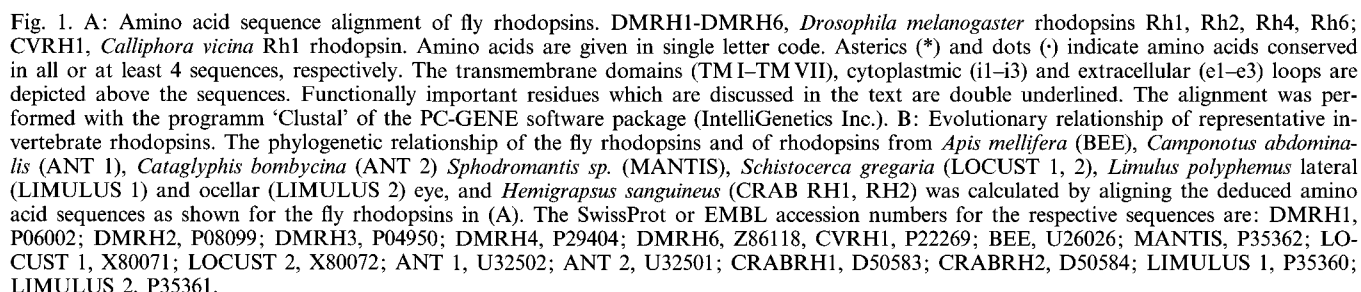 Fig. 1. A: Amino acid sequence alignment of fly rhodopsins. DMRH1-DMRH6, Drosophila melanogaster rhodopsins Rh1, Rh2, Rh4, Rh6;
CVRH1, Calliphora vicina Rh1 rhodopsin. Amino acids are given in single letter code. Asterics (*) and dots (·) indicate amino acids conserved
in all or at least 4 sequences, respectively. The transmembrane domains (TM I–TM VII), cytoplastmic (i1–i3) and extracellular (e1–e3) loops are
depicted above the sequences. Functionally important residues which are discussed in the text are double underlined. The alignment was per-
formed with the programm 'Clustal' of the PC-GENE software package (IntelliGenetics Inc.). B: Evolutionary relationship of representative in-
vertebrate rhodopsins. The phylogenetic relationship of the fly rhodopsins and of rhodopsins from Apis mellifera (BEE), Camponotus abdomina-
lis (ANT 1), Cataglyphis bombycina (ANT 2) Sphodromantis sp. (MANTIS), Schistocerca gregaria (LOCUST 1, 2), Limulus polyphemus lateral
(LIMULUS 1) and ocellar (LIMULUS 2) eye, and Hemigrapsus sanguineus (CRAB RH1, RH2) was calculated by aligning the deduced amino
acid sequences as shown for the fly rhodopsins in (A). The SwissProt or EMBL accession numbers for the respective sequences are: DMRH1,
P06002; DMRH2, P08099; DMRH3, P04950; DMRH4, P29404; DMRH6, Z86118, CVRH1, P22269; BEE, U26026; MANTIS, P35362; LO-
CUST 1, X80071; LOCUST 2, X80072; ANT 1, U32502; ANT 2, U32501; CRABRH1, D50583; CRABRH2, D50584; LIMULUS 1, P35360;
LIMULUS 2, P35361.